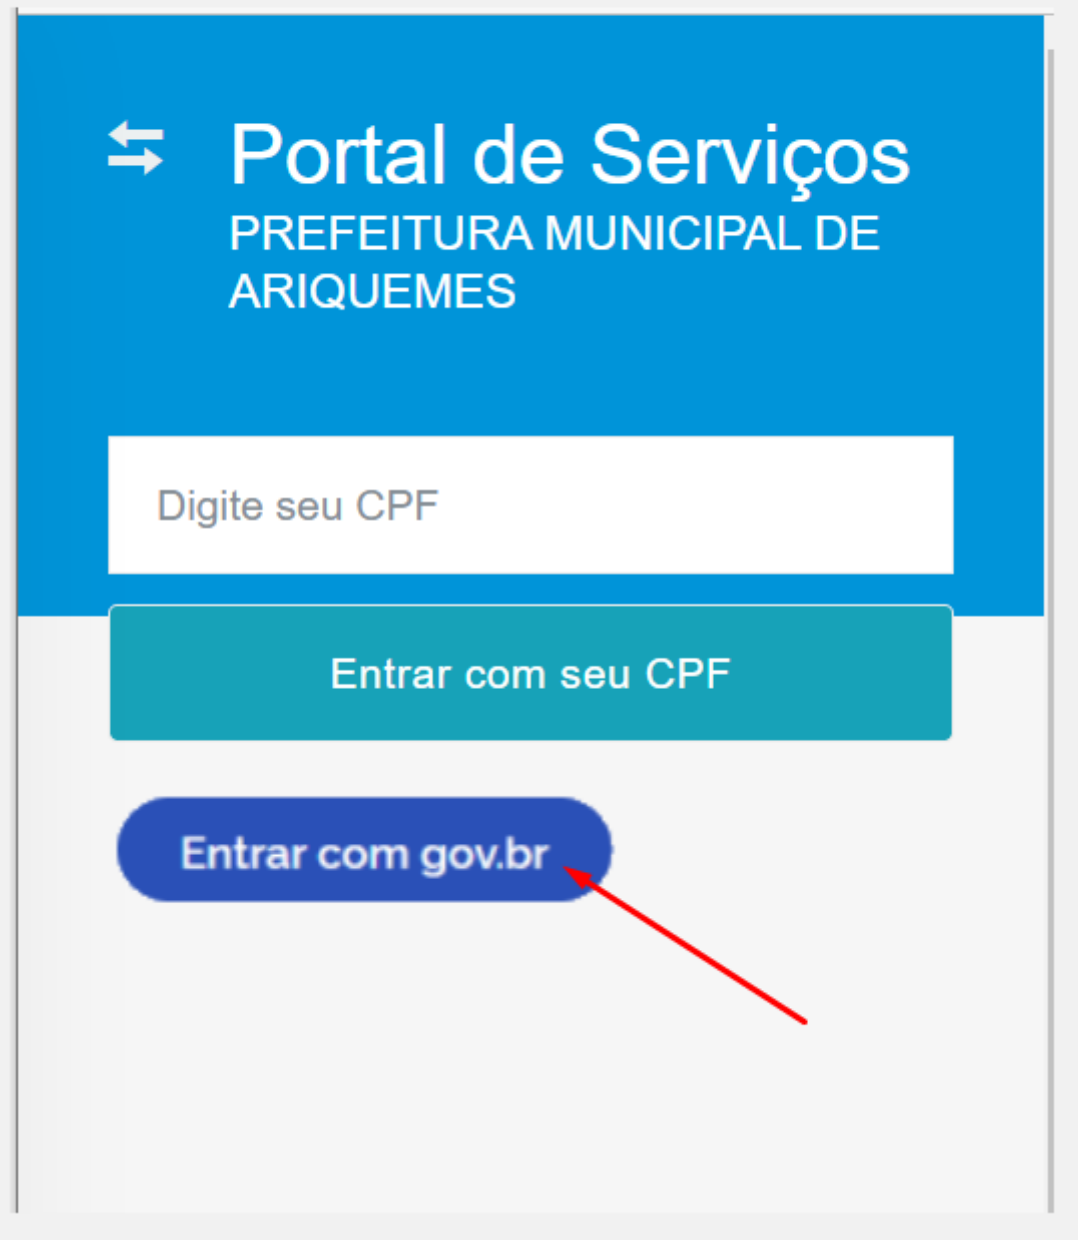 Portal de Serviços
PREFEITURA MUNICIPAL DE
ARIQUEMES
Digite seu CPF
Entrar com seu CPF
Entrar com gov.br